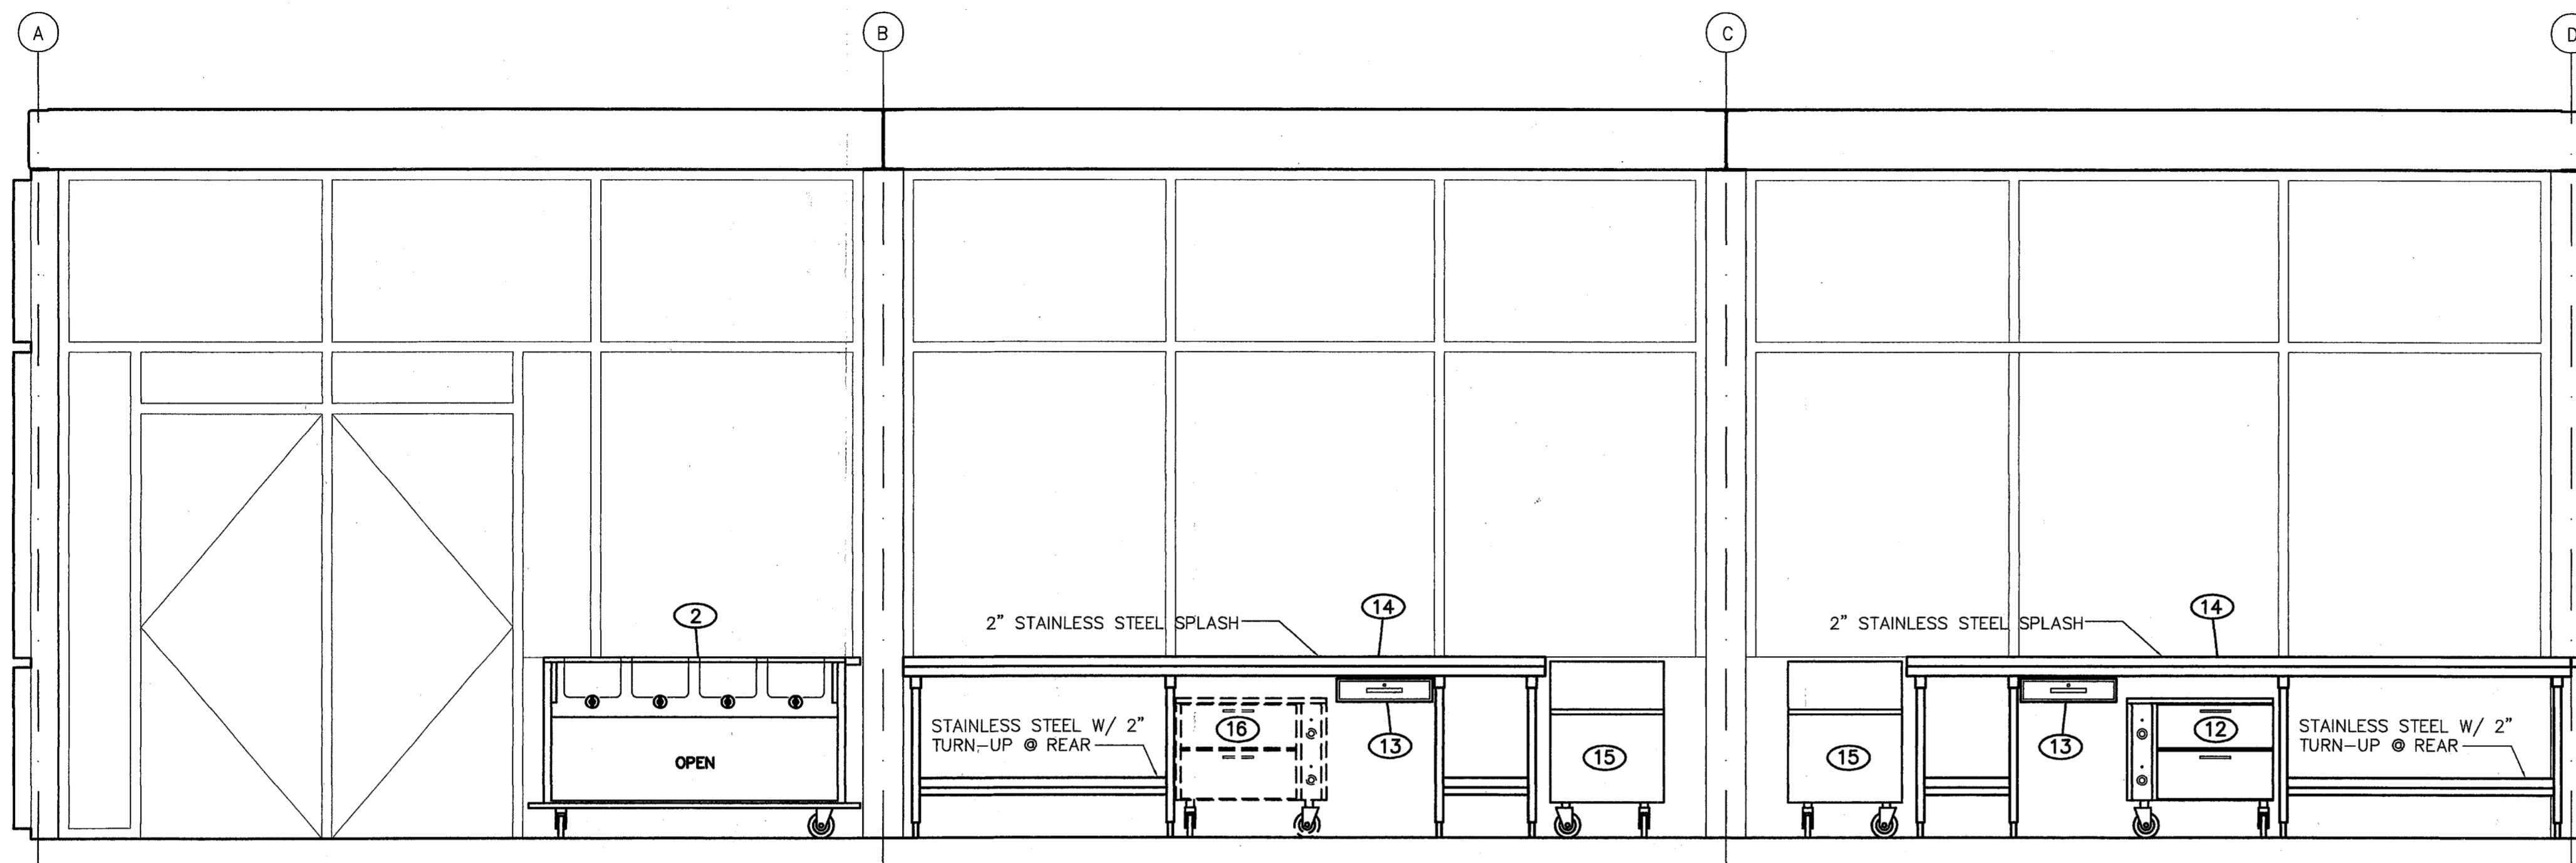 A
B
C
D
2
14
14
2" STAINLESS STEEL SPLASH
2" STAINLESS STEEL SPLASH
STAINLESS STEEL W/ 2"
TURN-UP @ REAR
16
13
15
15
13
12
STAINLESS STEEL W/ 2"
TURN-UP @ REAR
OPEN